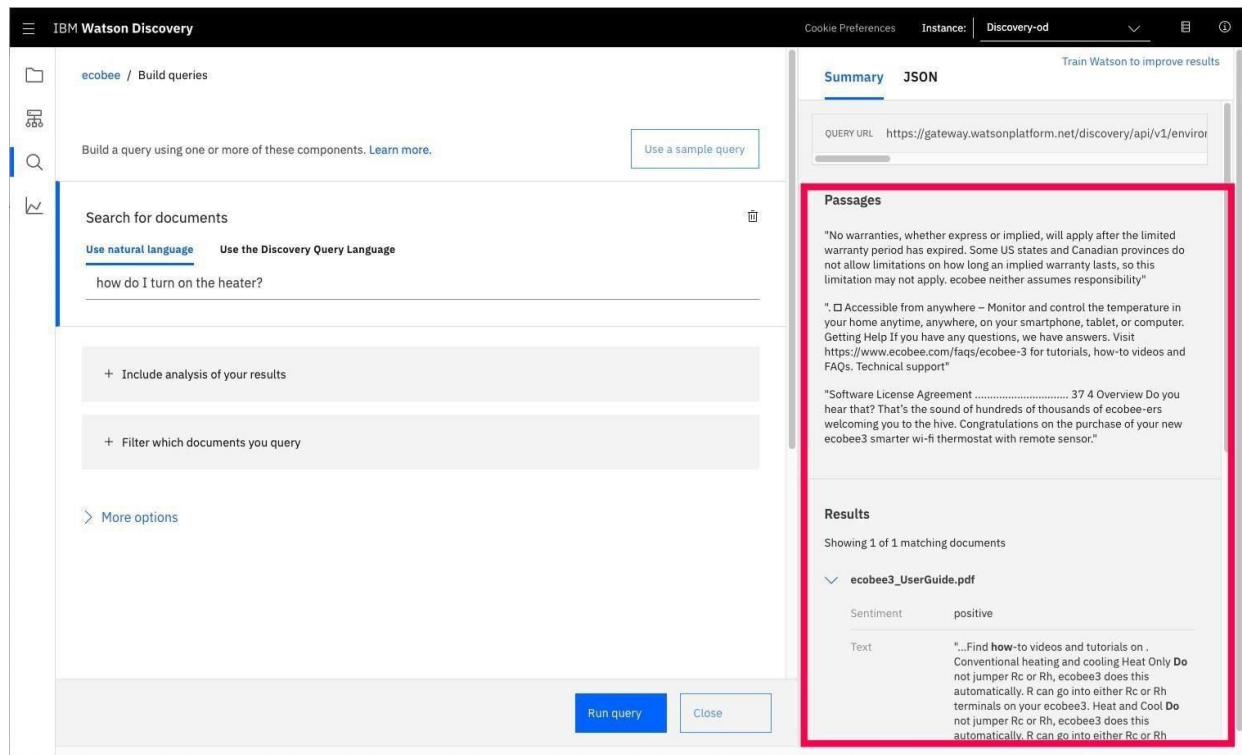 IBM Watson Discovery
Cookie Preferences
Instance:
Discovery-od
ecobee / Build queries
Build a query using one or more of these components. Learn more.
Use a sample query
Search for documents
Use natural language
Use the Discovery Query Language
how do I turn on the heater?
+ Include analysis of your results
+ Filter which documents you query
More options
Run query
Close
Train Watson to improve results
Summary
JSON
QUERY URL https://gateway.watsonplatform.net/discovery/api/v1/environ
Passages
"No warranties, whether express or implied, will apply after the limited
warranty period has expired. Some US states and Canadian provinces do
not allow limitations on how long an implied warranty lasts, so this
limitation may not apply. ecobee neither assumes responsibility"
". □ Accessible from anywhere – Monitor and control the temperature in
your home anytime, anywhere, on your smartphone, tablet, or computer.
Getting Help If you have any questions, we have answers. Visit
https://www.ecobee.com/faqs/ecobee-3 for tutorials, how-to videos and
FAQs. Technical support"
"Software License Agreement .............................. 37 4 Overview Do you
hear that? That's the sound of hundreds of thousands of ecobee-ers
welcoming you to the hive. Congratulations on the purchase of your new
ecobee3 smarter wi-fi thermostat with remote sensor."
Results
Showing 1 of 1 matching documents
ecobee3_UserGuide.pdf
Sentiment positive
Text "...Find how-to videos and tutorials on .
Conventional heating and cooling Heat Only Do
not jumper Rc or Rh, ecobee3 does this
automatically. R can go into either Rc or Rh
terminals on your ecobee3. Heat and Cool Do
not jumper Rc or Rh, ecobee3 does this
automatically. R can go into either Rc or Rh